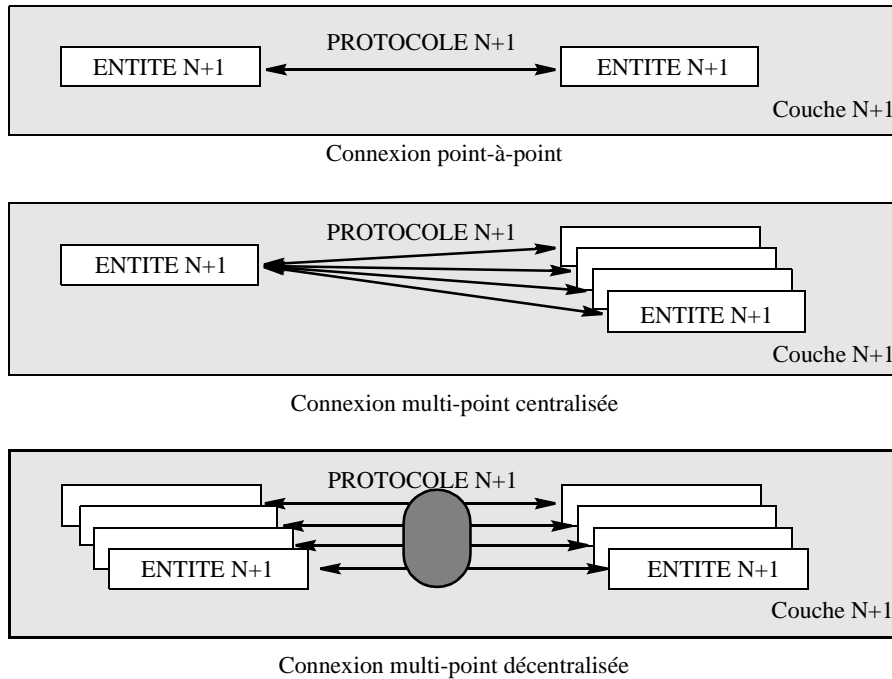 PROTOCOLE N+1
ENTITE N+1
ENTITE N+1
Couche N+1
Connexion point-à-point
PROTOCOLE N+1
ENTITE N+1
ENTITE N+1
Couche N+1
Connexion multi-point centralisée
PROTOCOLE N+1
ENTITE N+1
ENTITE N+1
Couche N+1
Connexion multi-point décentralisée